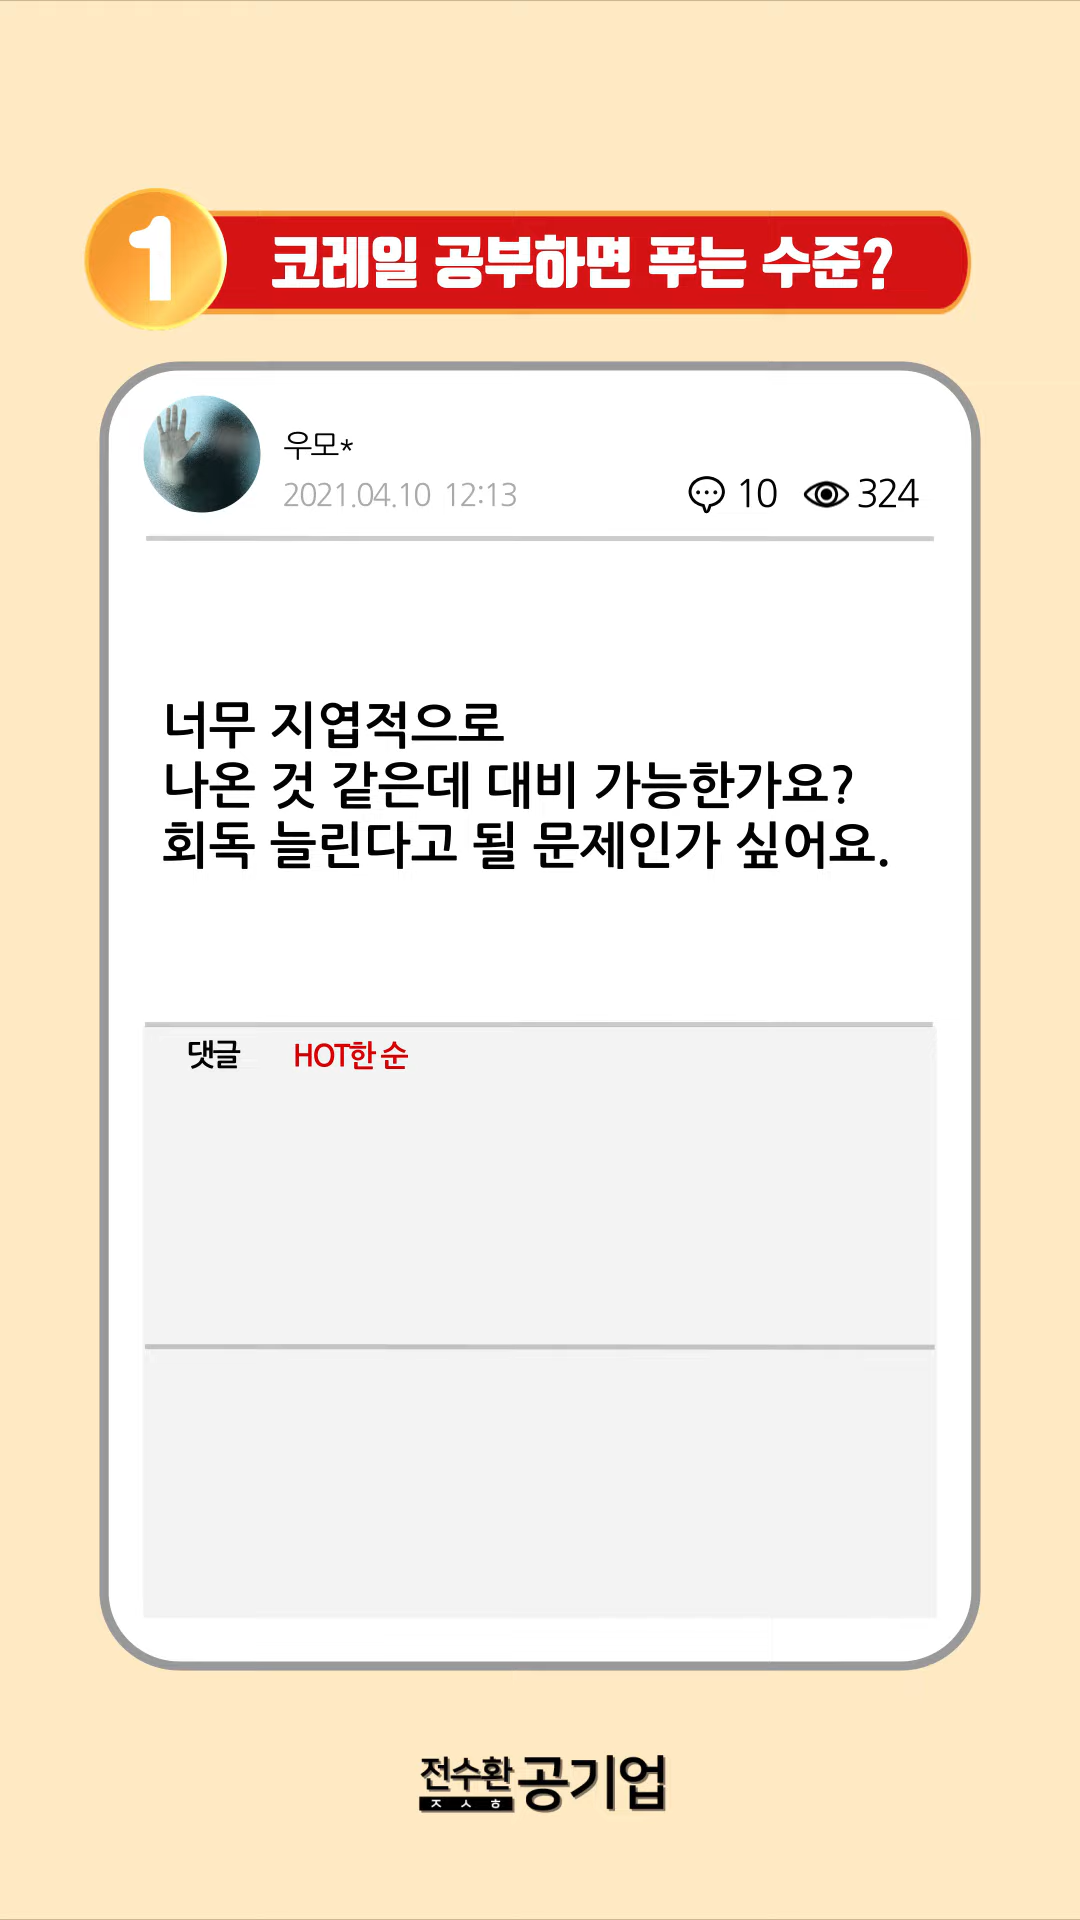 1
코레일 공부하면 푸는 수준?
우모*
2021.04.10 12:13
10
324
너무 지엽적으로
나온 것 같은데 대비 가능한가요?
회독 늘린다고 될 문제인가 싶어요.
댓글 HOT한 순
전수환 공기업
ㅈ ㅅ ㅎ